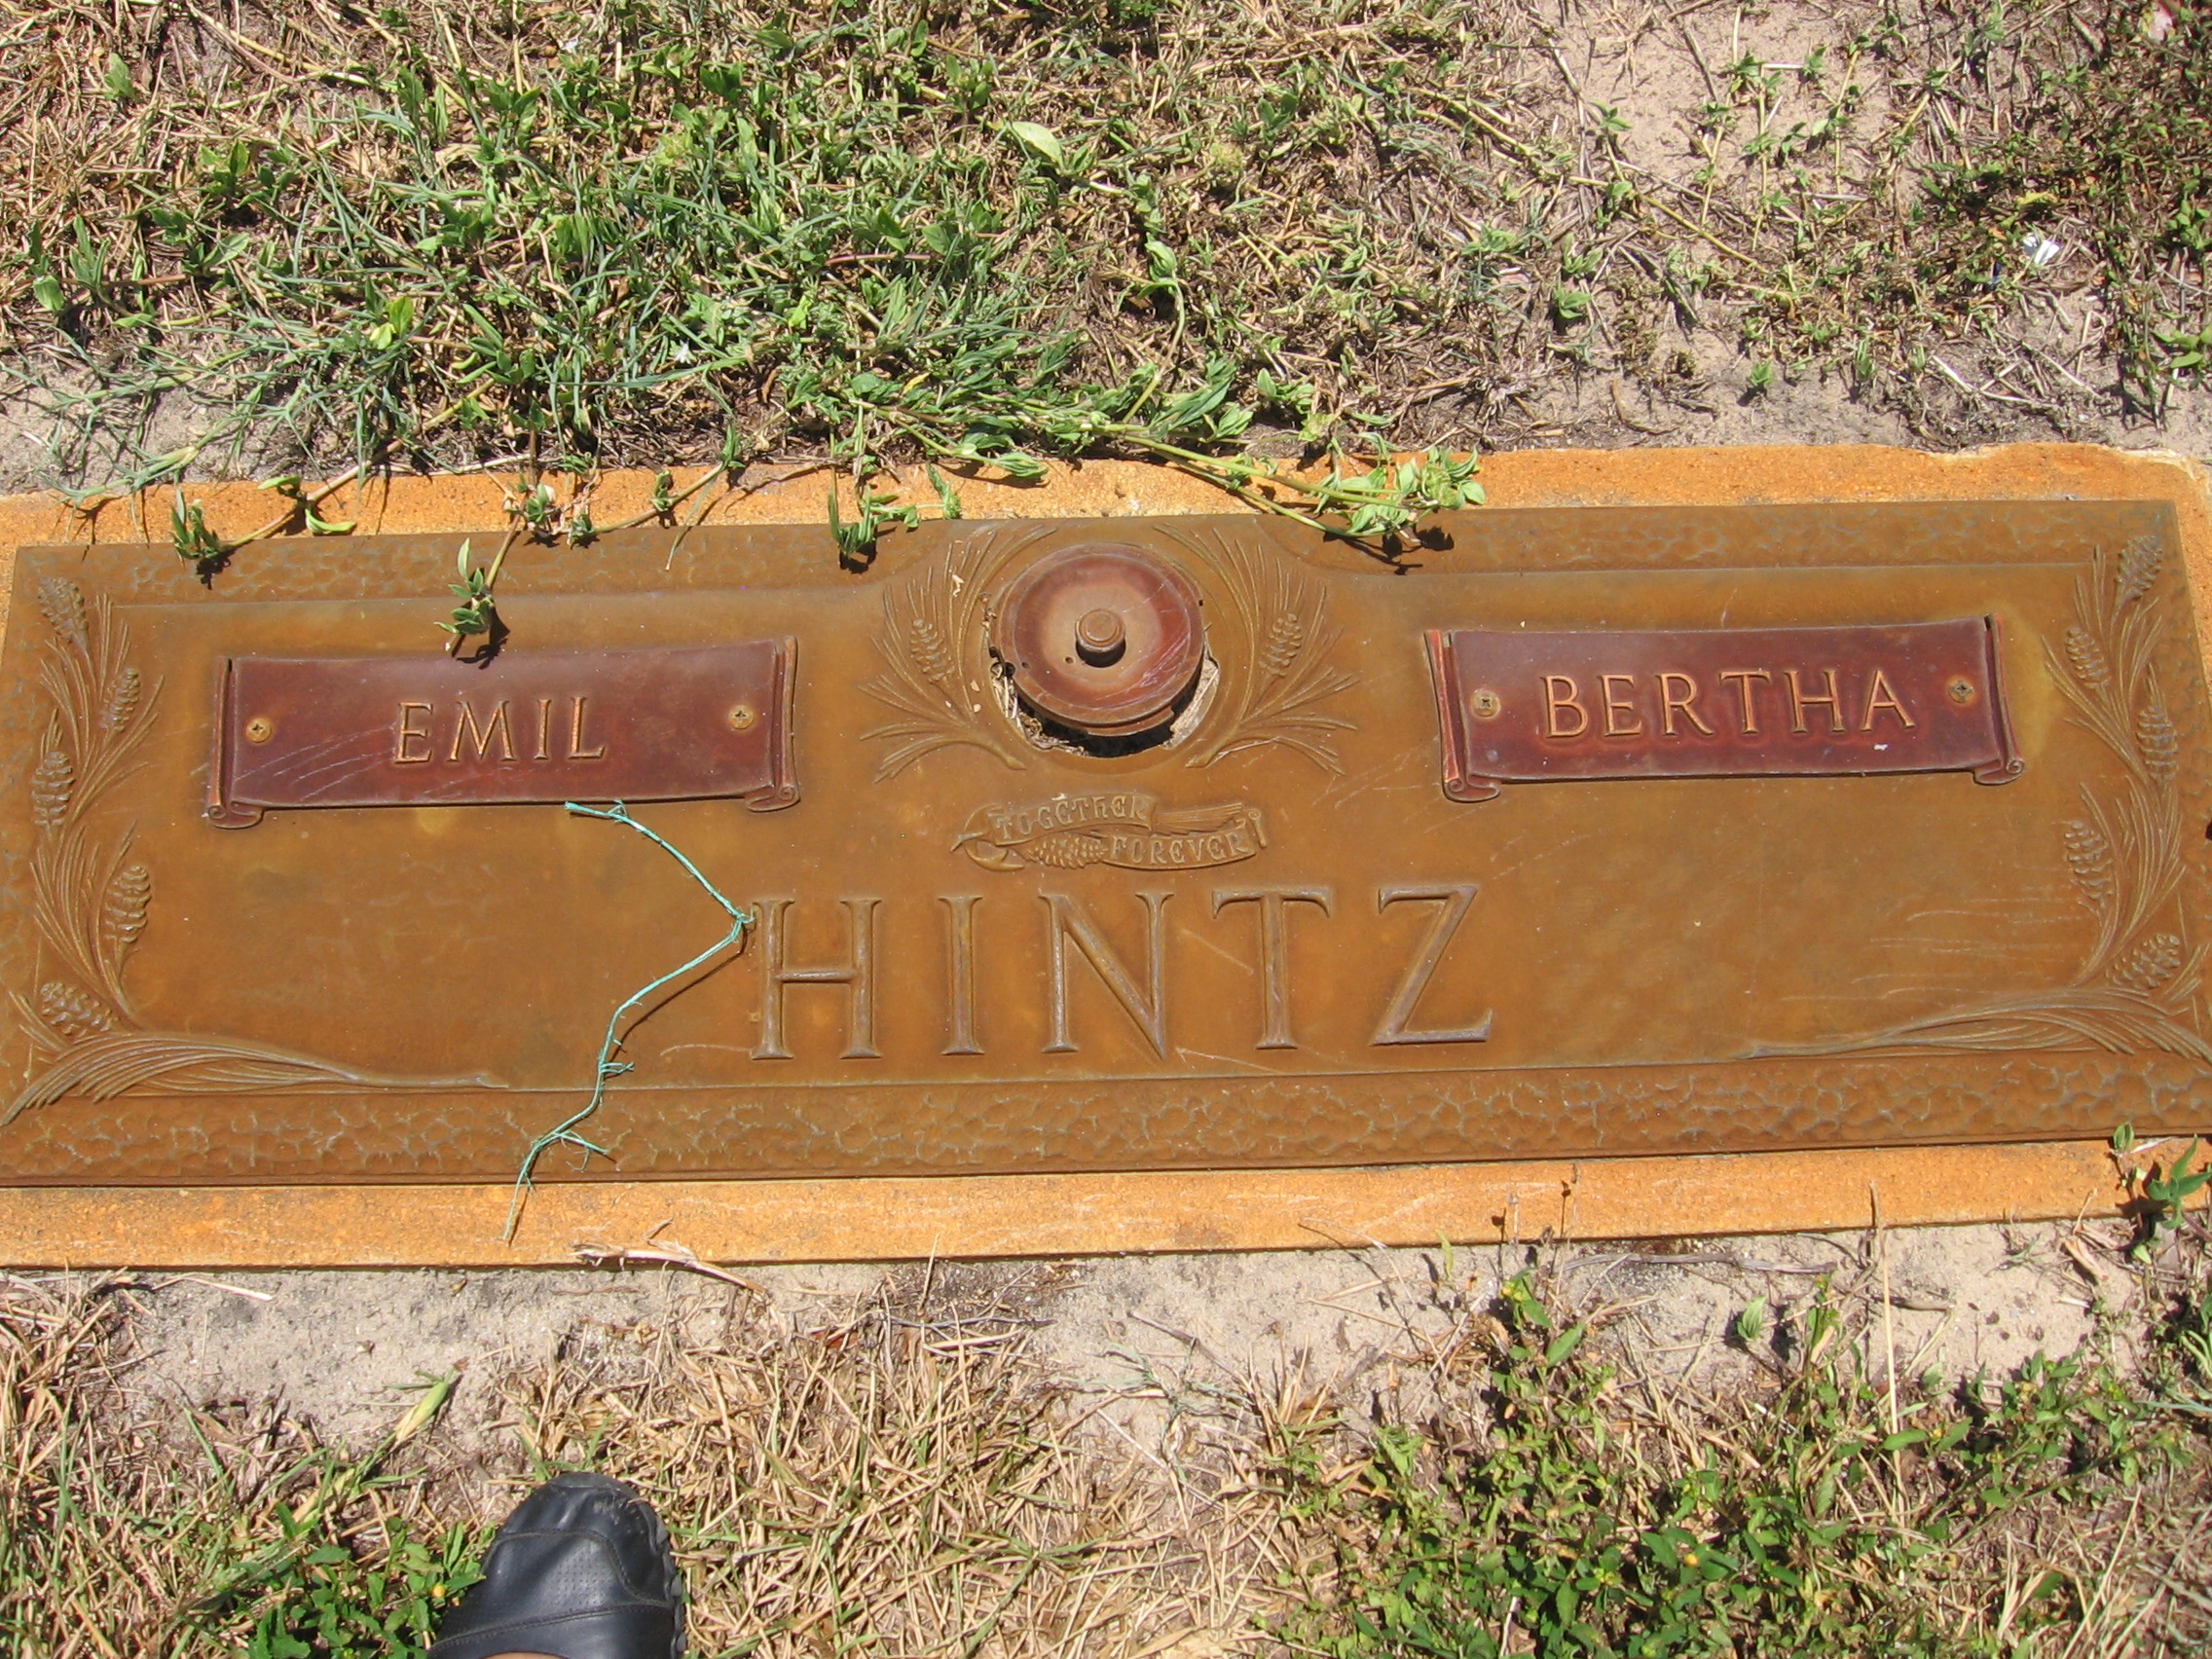 EMIL
BERTHA
TOGETHER
FOREVER
HINTZ